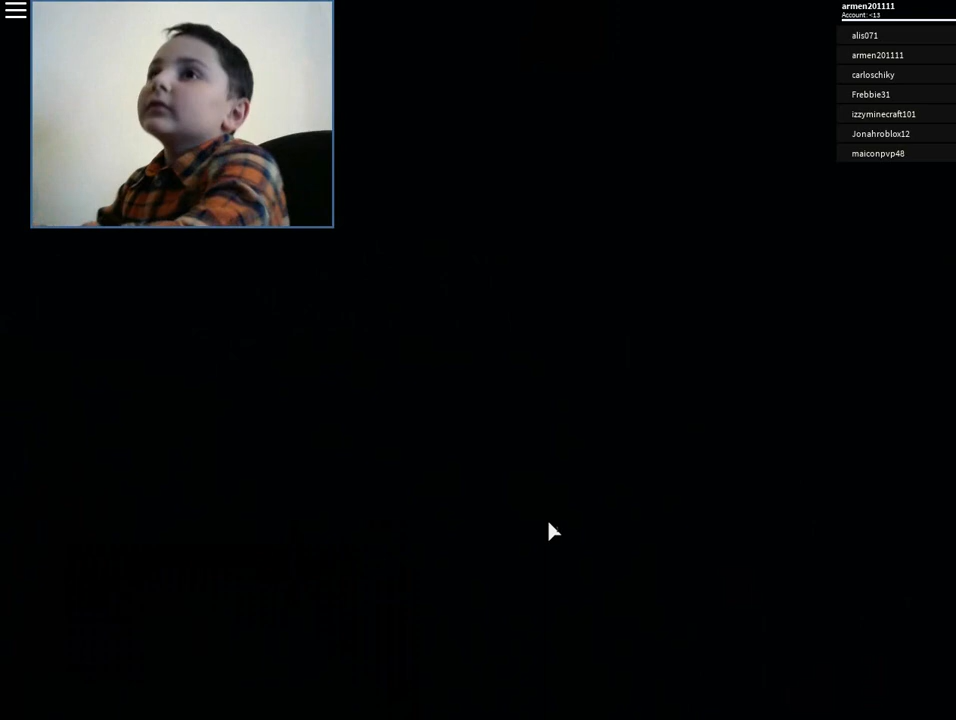 armen201111
Account: <13
alis071
armen201111
carloschiky
Frebbie31
izzyminecraft101
Jonahroblox12
maiconpvp48